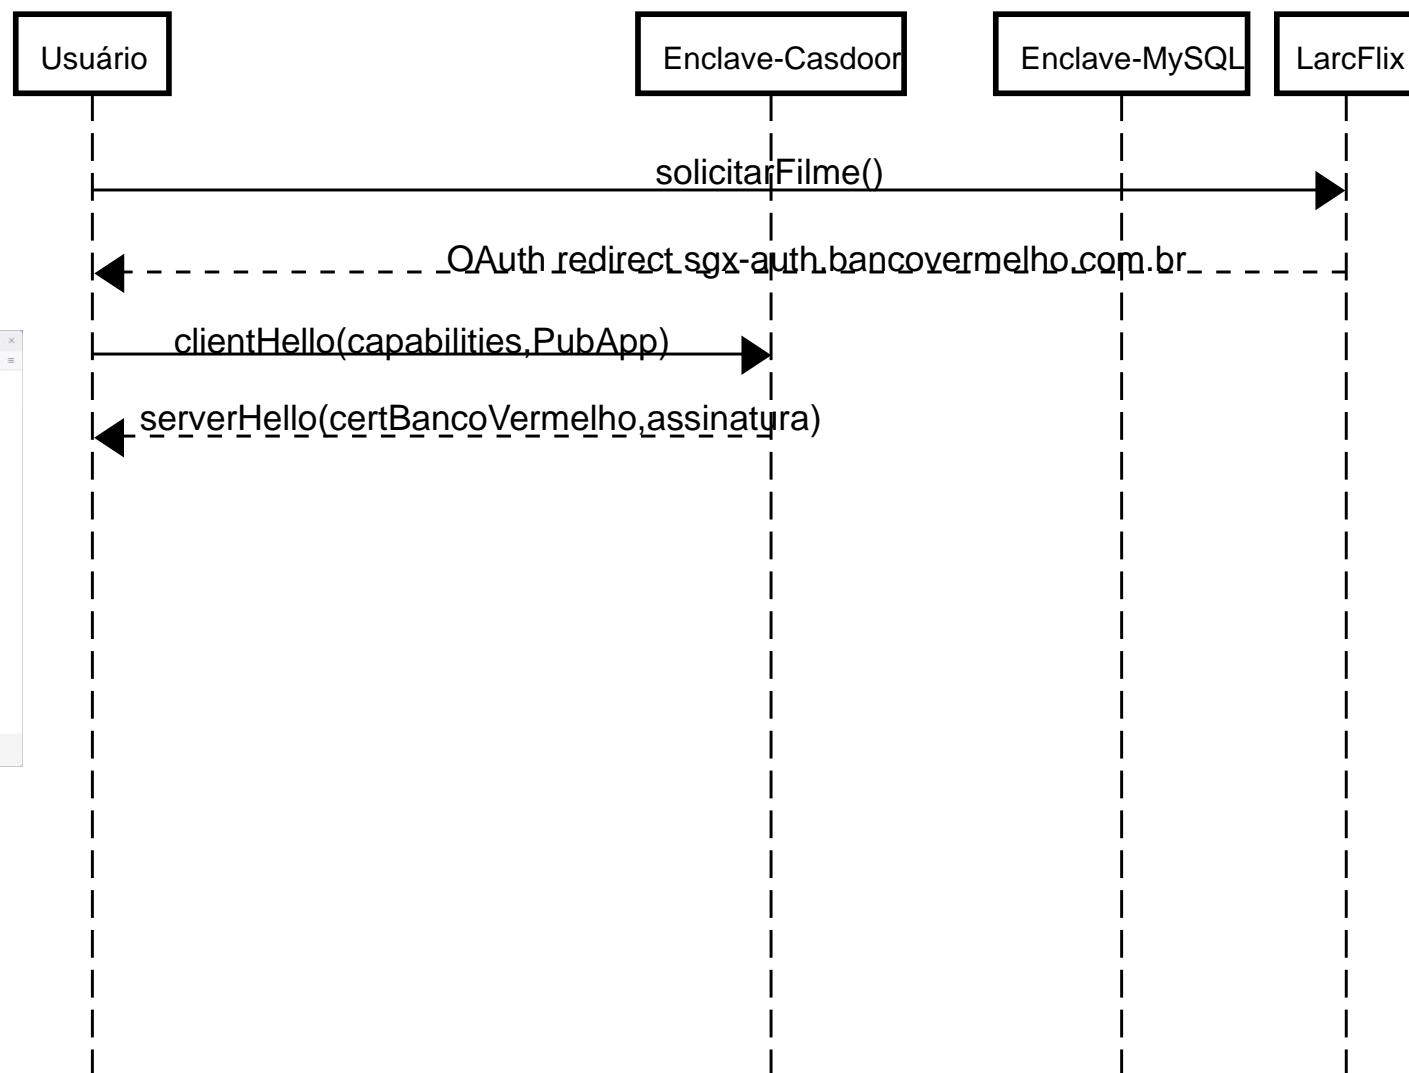 Usuário
Enclave-Casdoor
Enclave-MySQL
LarcFlix
solicitarFilme()
OAuth redirect sgx-auth.bancovermelho.com.br
clientHello(capabilities,PubApp)
serverHello(certBancoVermelho,assinatura)